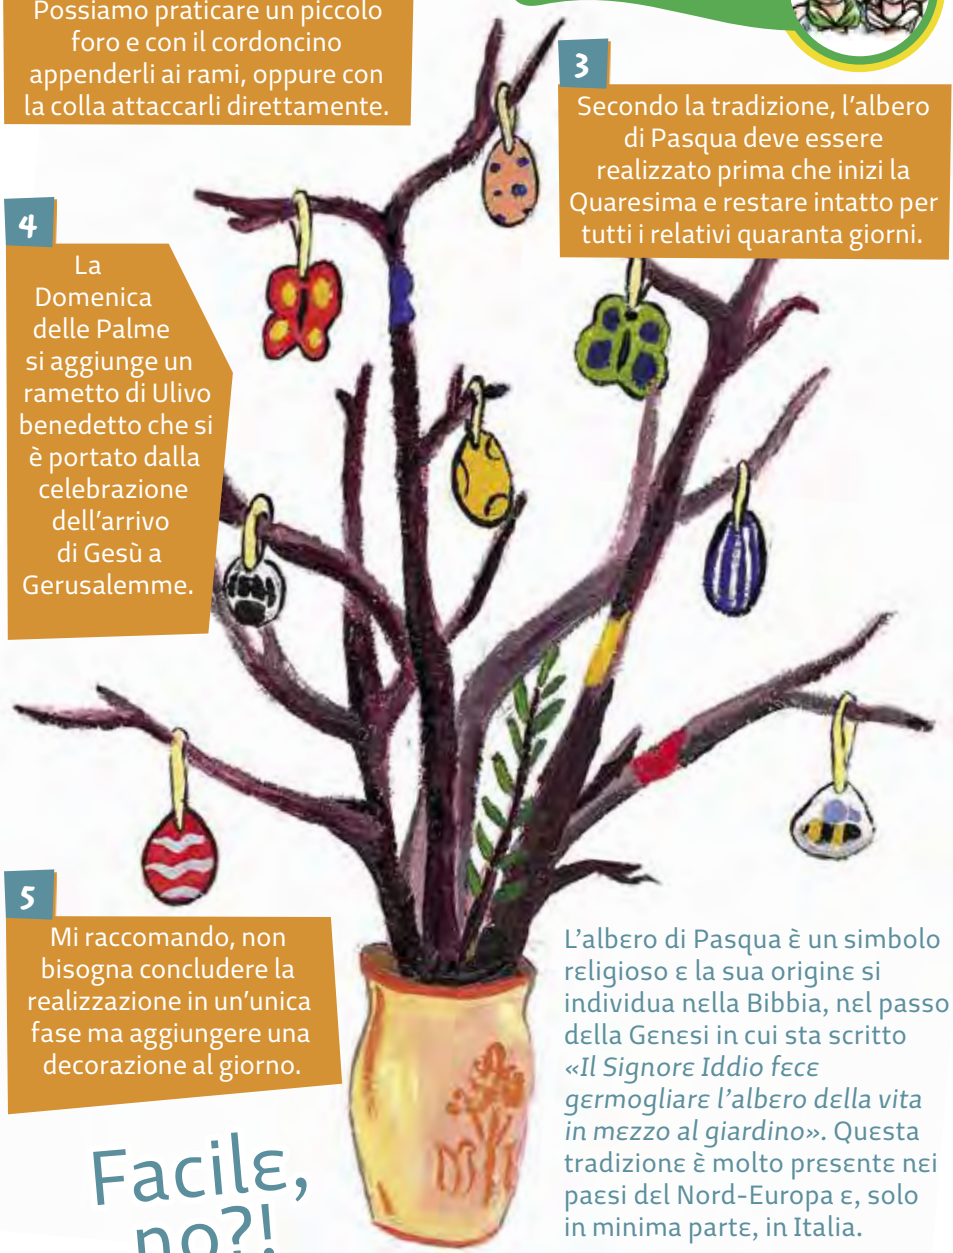 Possiamo praticare un piccolo
foro e con il cordoncino
appenderli ai rami, oppure con
la colla attaccarli direttamente.
3
Secondo la tradizione, l'albero
di Pasqua deve essere
realizzato prima che inizi la
Quaresima e restare intatto per
tutti i relativi quaranta giorni.
4
La
Domenica
delle Palme
si aggiunge un
rametto di Ulivo
benedetto che si
è portato dalla
celebrazione
dell'arrivo
di Gesù a
Gerusalemme.
5
Mi raccomando, non
bisogna concludere la
realizzazione in un'unica
fase ma aggiungere una
decorazione al giorno.
Facile,
no?!
L'albero di Pasqua è un simbolo
religioso e la sua origine si
individua nella Bibbia, nel passo
della Genesi in cui sta scritto
«Il Signore Iddio fece
germogliare l'albero della vita
in mezzo al giardino». Questa
tradizione è molto presente nei
paesi del Nord-Europa e, solo
in minima parte, in Italia.